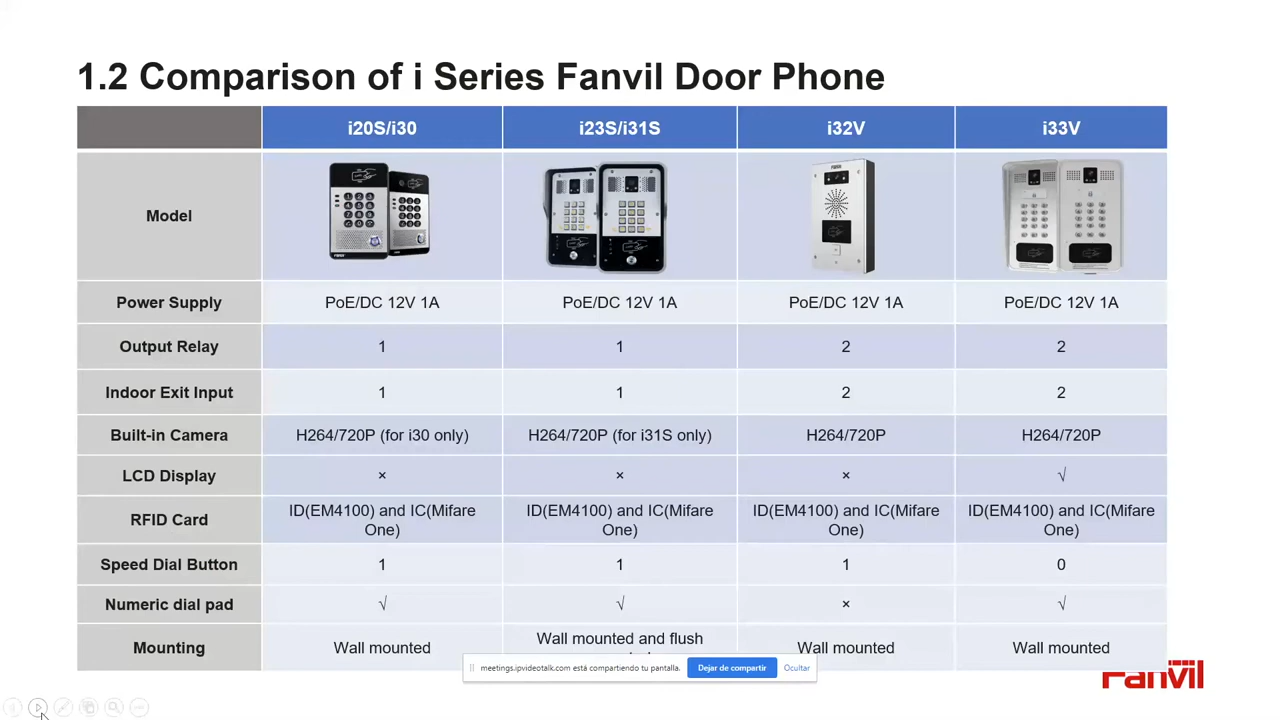 1.2 Comparison of i Series Fanvil Door Phone
i20S/i30 i23S/i31S i32V i33V
Model
Power Supply PoE/DC 12V 1A PoE/DC 12V 1A PoE/DC 12V 1A PoE/DC 12V 1A
Output Relay 1 1 2 2
Indoor Exit Input 1 1 2 2
Built-in Camera H264/720P (for i30 only) H264/720P (for i31S only) H264/720P H264/720P
LCD Display × × × √
RFID Card ID(EM4100) and IC(Mifare One) ID(EM4100) and IC(Mifare One) ID(EM4100) and IC(Mifare One) ID(EM4100) and IC(Mifare One)
Speed Dial Button 1 1 1 0
Numeric dial pad √ √ × √
Mounting Wall mounted Wall mounted and flush Wall mounted Wall mounted
meetings.ipvideotalk.com está compartiendo tu pantalla. Dejar de compartir Ocultar
Fanvil